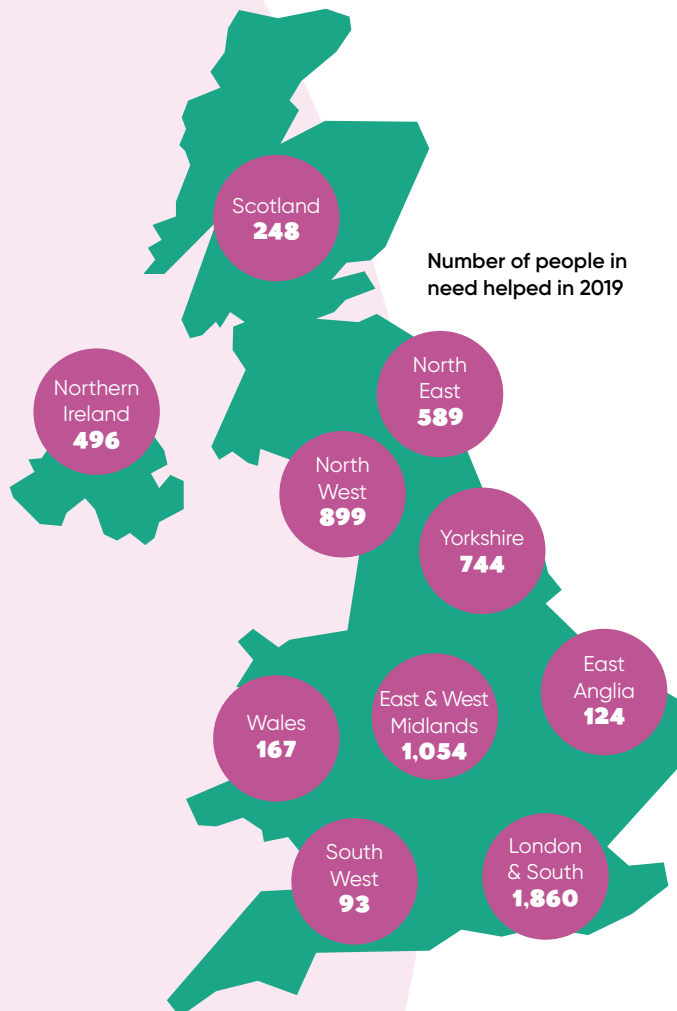 Scotland
248
Number of people in
need helped in 2019
North
East
589
Northern
Ireland
496
North
West
899
Yorkshire
744
East
Anglia
124
East & West
Midlands
1,054
Wales
167
South
West
93
London
& South
1,860